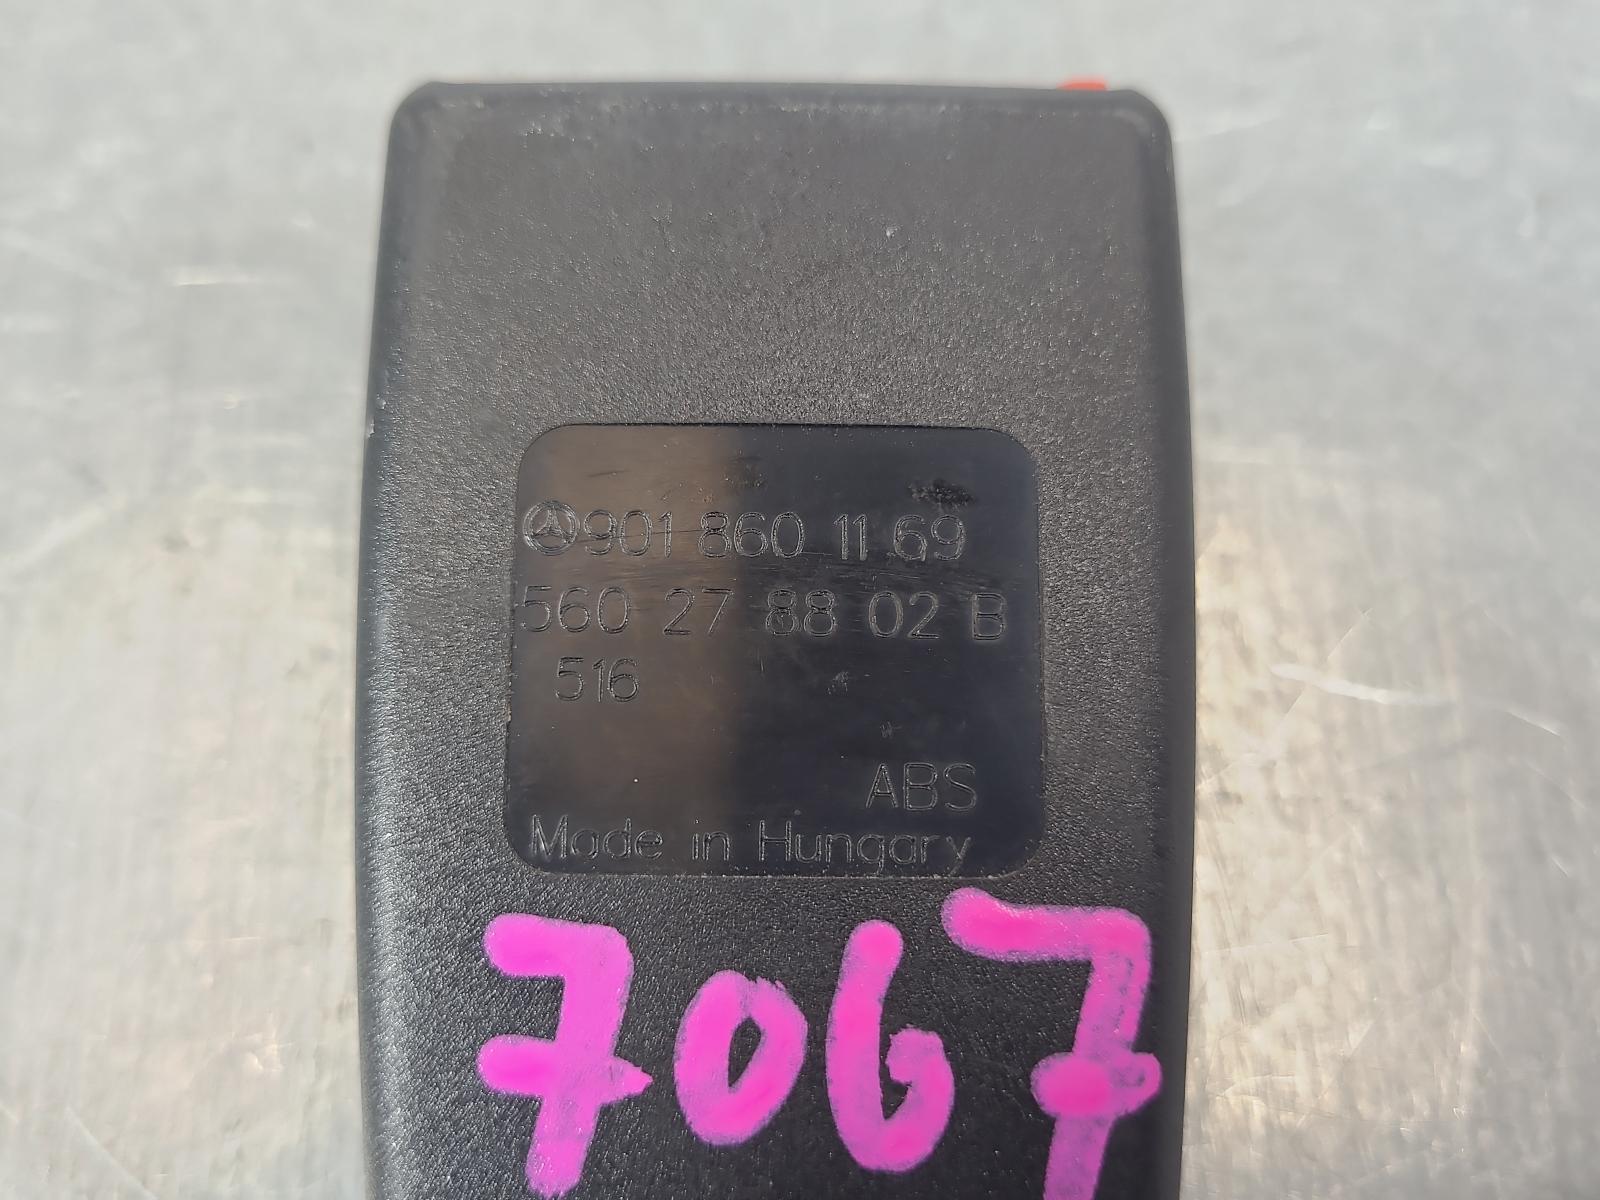 901 860 11 69
560 27 88 02 B
516
ABS
Made in Hungary
7067